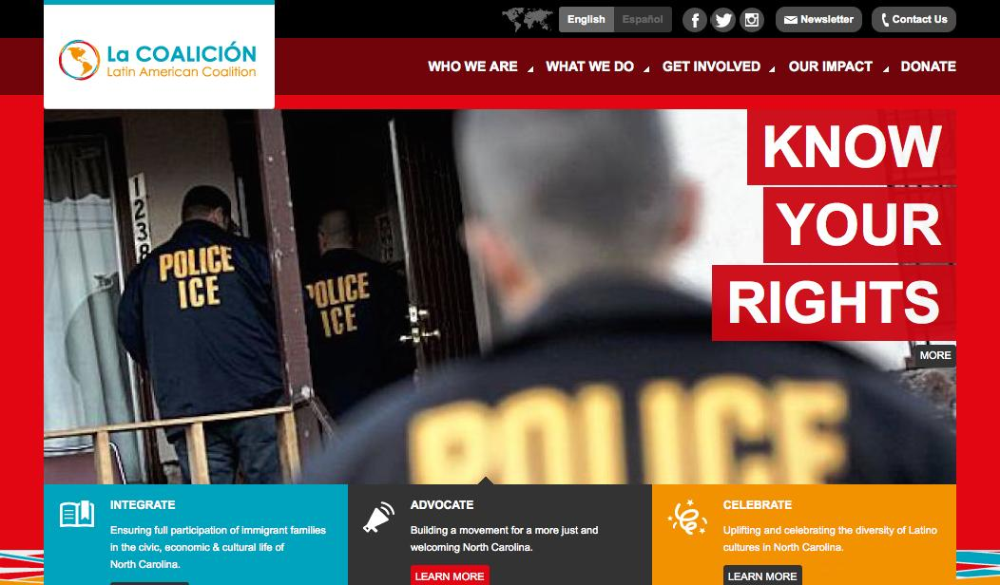 English
Español
Newsletter
Contact Us
La COALICIÓN
Latin American Coalition
WHO WE ARE
WHAT WE DO
GET INVOLVED
OUR IMPACT
DONATE
KNOW
YOUR
RIGHTS
MORE
1238
POLICE
ICE
POLICE
ICE
POLICE
INTEGRATE
Ensuring full participation of immigrant families
in the civic, economic & cultural life of
North Carolina.
ADVOCATE
Building a movement for a more just and
welcoming North Carolina.
LEARN MORE
CELEBRATE
Uplifting and celebrating the diversity of Latino
cultures in North Carolina.
LEARN MORE